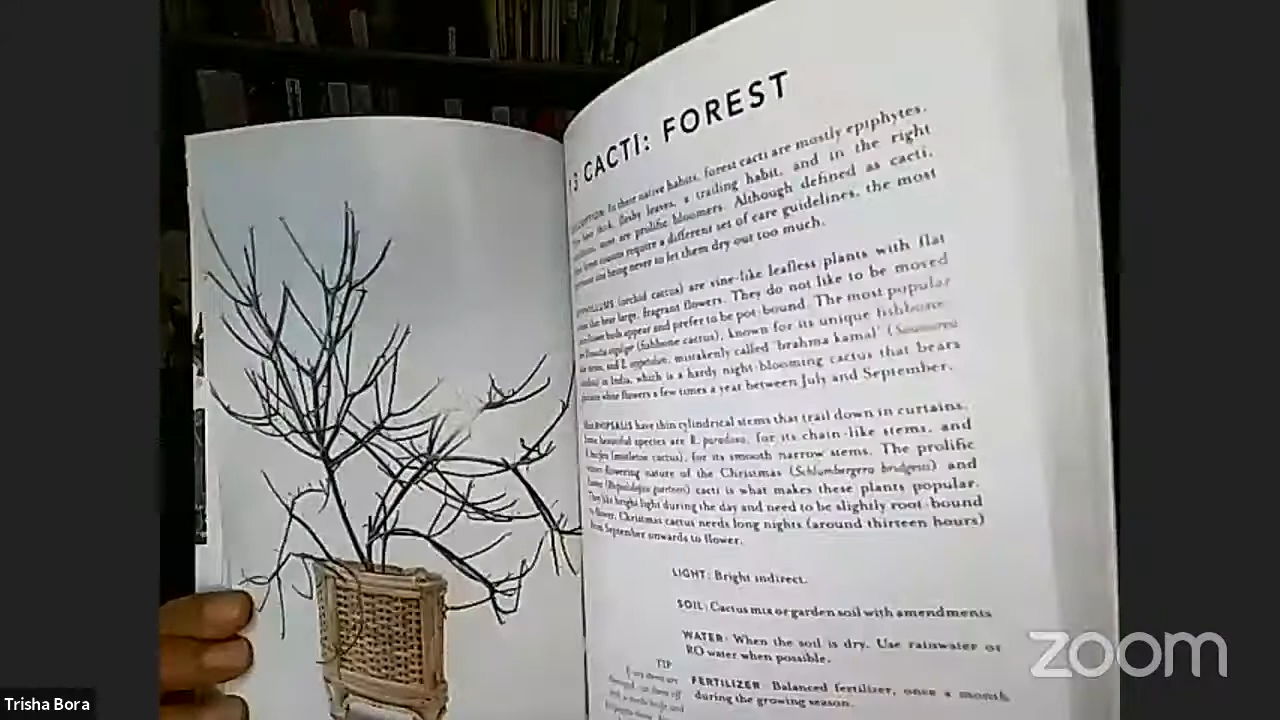 13 CACTI: FOREST
In their native habits, forest cacti are mostly epiphytes.
thick, fleshy leaves, a trailing habit, and in the right
most are prolific bloomers. Although defined as cacti,
require a different set of care guidelines, the most
being never to let them dry out too much.
(orchid cactus) are vine-like leafless plants with flat
that bear large, fragrant flowers. They do not like to be moved
buds appear and prefer to be pot-bound. The most popular
(fishbone cactus), known for its unique fishbone-
and E. mistakenly called 'brahma kamal' (
in India, which is a hardy night-blooming cactus that bears
white flowers a few times a year between July and September.
RHIPSALIS have thin cylindrical stems that trail down in curtains.
Some beautiful species are R. paradoxa, for its chain-like stems, and
(mistletoe cactus), for its smooth narrow stems. The prolific
flowering nature of the Christmas (Schlumbergera bridgesii) and
cacti is what makes these plants popular.
They like bright light during the day and need to be slightly root-bound
to flower. Christmas cactus needs long nights (around thirteen hours)
from September onwards to flower.
LIGHT: Bright indirect.
SOIL: Cactus mix or garden soil with amendments
WATER: When the soil is dry. Use rainwater or
RO water when possible.
TIP
FERTILIZER: Balanced fertilizer, once a month
during the growing season.
zoom
Trisha Bora